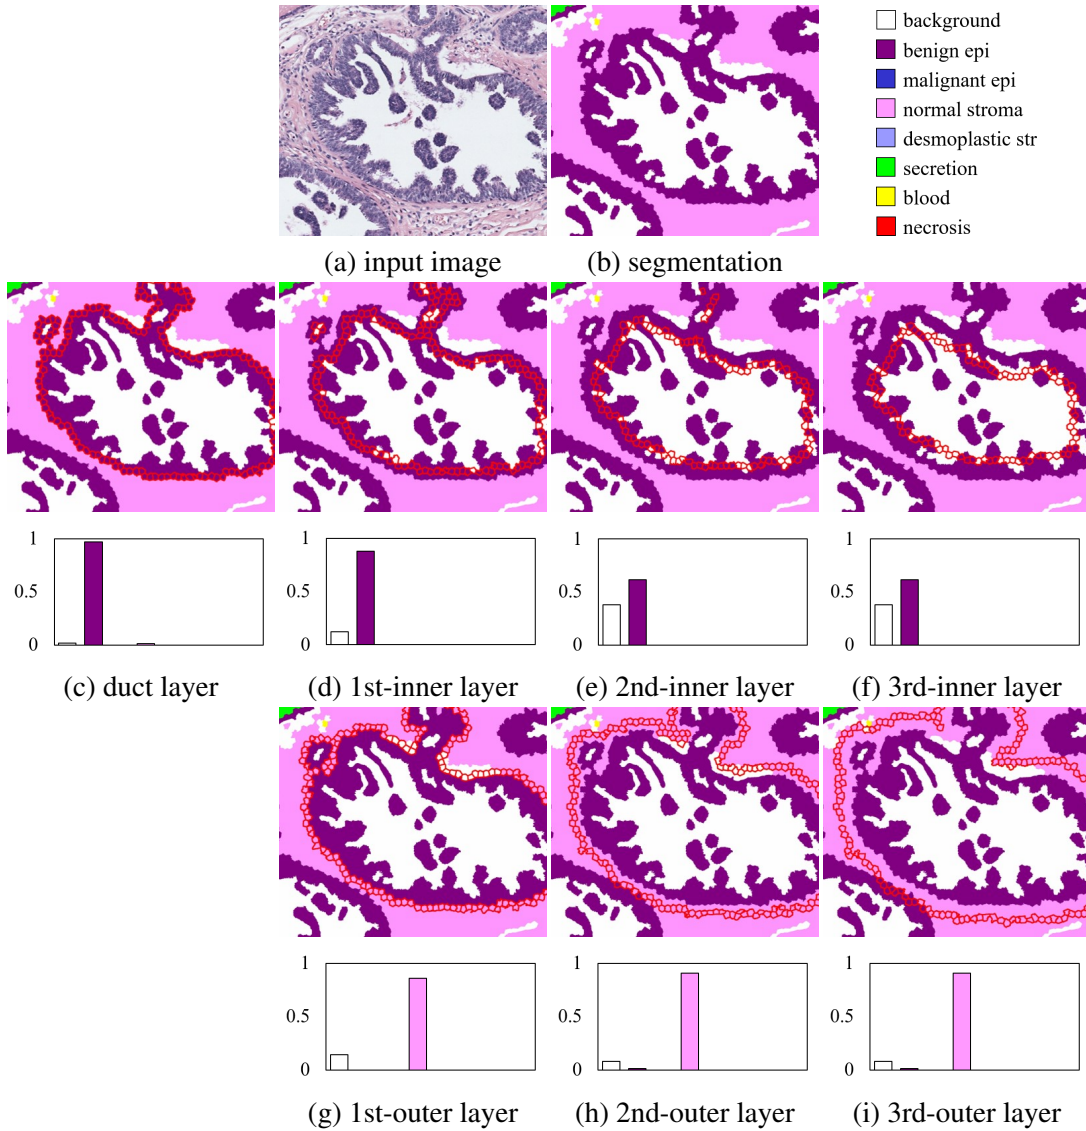 background
benign epi
malignant epi
normal stroma
desmoplastic str
secretion
blood
necrosis
(a) input image
(b) segmentation
1
0.5
0
(c) duct layer
1
0.5
0
(d) 1st-inner layer
1
0.5
0
(e) 2nd-inner layer
1
0.5
0
(f) 3rd-inner layer
1
0.5
0
(g) 1st-outer layer
1
0.5
0
(h) 2nd-outer layer
1
0.5
0
(i) 3rd-outer layer